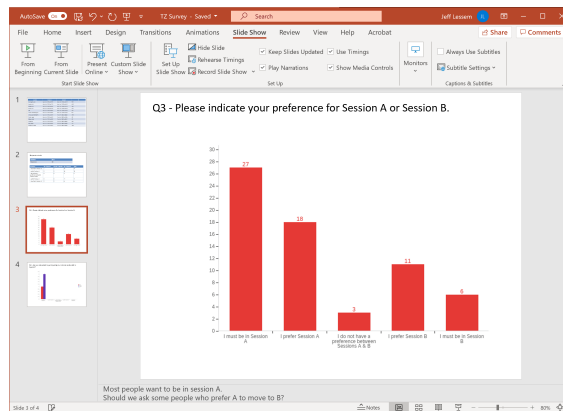 AutoSave On
TZ Survey - Saved
Search
Jeff Lessem
File Home Insert Design Transitions Animations Slide Show Review View Help Acrobat
Share Comments
From Beginning
From Current Slide
Present Online
Custom Slide Show
Set Up Slide Show
Hide Slide
Rehearse Timings
Record Slide Show
Keep Slides Updated
Play Narrations
Use Timings
Show Media Controls
Monitors
Always Use Subtitles
Subtitle Settings
Start Slide Show
Set Up
Captions & Subtitles
1
2
3
4
Q3 - Please indicate your preference for Session A or Session B.
30
28
26
24
22
20
18
16
14
12
10
8
6
4
2
0
27
18
3
11
6
I must be in Session
A
I prefer Session A
I do not have a
preference between
Sessions A & B
I prefer Session B
I must be in Session
B
Most people want to be in session A.
Should we ask some people who prefer A to move to B?
Slide 3 of 4
Notes
80%